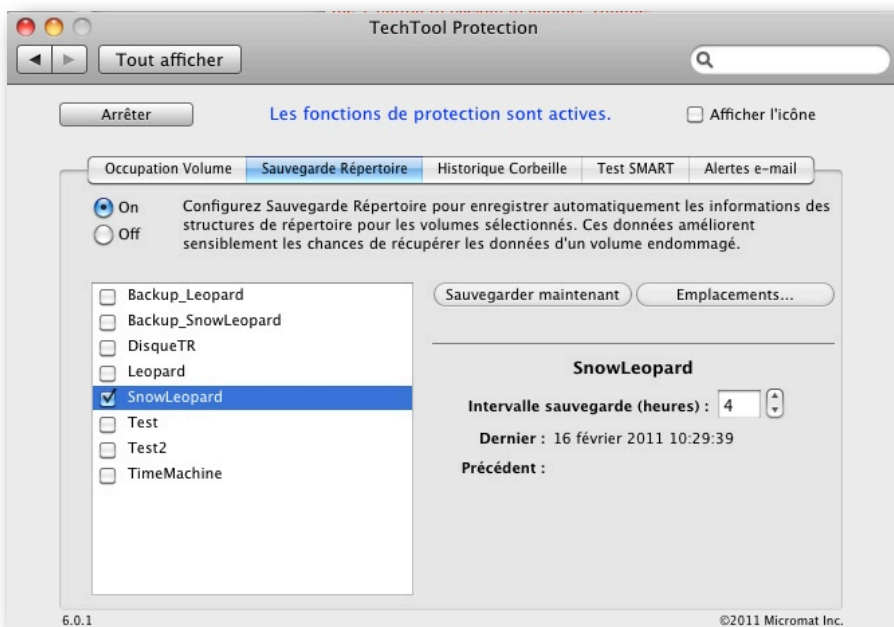 TechTool Protection
Tout afficher
Arrêter
Les fonctions de protection sont actives.
Afficher l'icône
Occupation Volume
Sauvegarde Répertoire
Historique Corbeille
Test SMART
Alertes e-mail
On
Off
Configurez Sauvegarde Répertoire pour enregistrer automatiquement les informations des
structures de répertoire pour les volumes sélectionnés. Ces données améliorent
sensiblement les chances de récupérer les données d'un volume endommagé.
Backup_Leopard
Backup_SnowLeopard
DisqueTR
Leopard
SnowLeopard
Test
Test2
TimeMachine
Sauvegarder maintenant
Emplacements...
SnowLeopard
Intervalle sauvegarde (heures) : 4
Dernier : 16 février 2011 10:29:39
Précédent :
6.0.1
©2011 Micromat Inc.